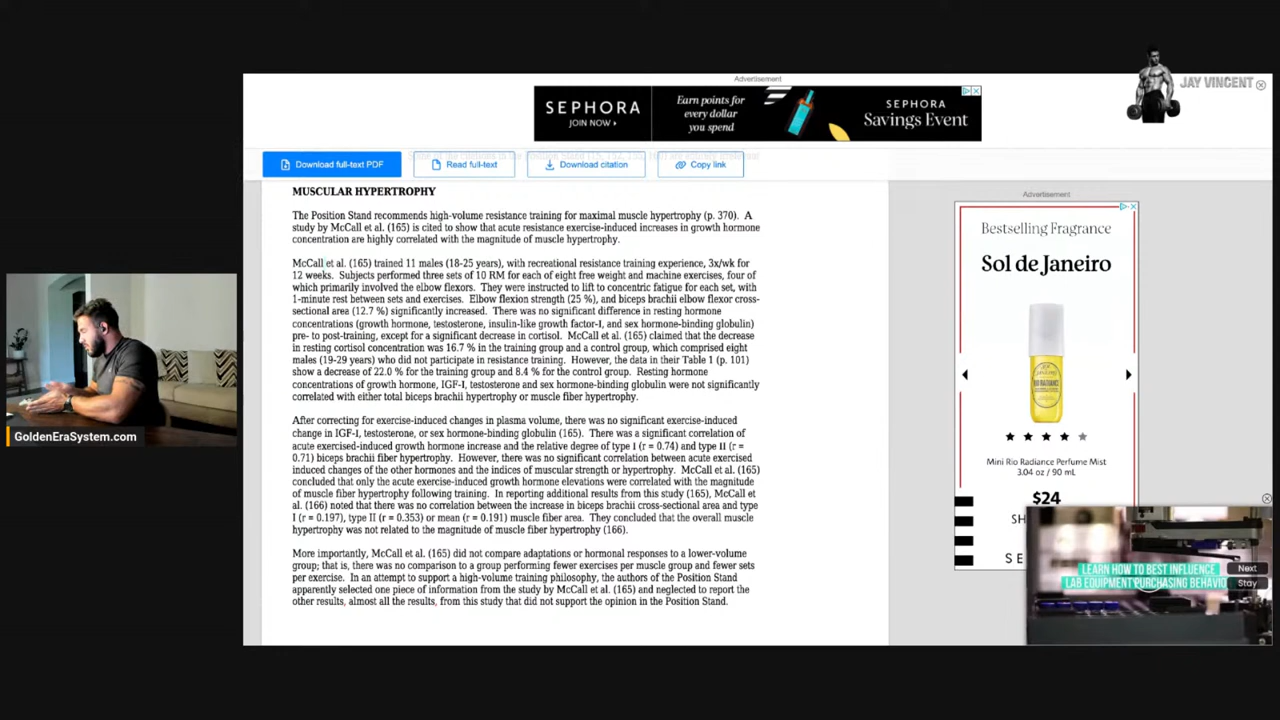 Advertisement
SEPHORA
JOIN NOW
Earn points for
every dollar
you spend
SEPHORA
Savings Event
JAY VINCENT
Download full-text PDF
Read full-text
Download citation
Copy link
MUSCULAR HYPERTROPHY
The Position Stand recommends high-volume resistance training for maximal muscle hypertrophy (p. 370). A
study by McCall et al. (165) is cited to show that acute resistance exercise-induced increases in growth hormone
concentration are highly correlated with the magnitude of muscle hypertrophy.
McCall et al. (165) trained 11 males (18-25 years), with recreational resistance training experience, 3x/wk for
12 weeks. Subjects performed three sets of 10 RM for each of eight free weight and machine exercises, four of
which primarily involved the elbow flexors. They were instructed to lift to concentric fatigue for each set, with
1-minute rest between sets and exercises. Elbow flexion strength (25 %), and biceps brachii elbow flexor cross-
sectional area (12.7 %) significantly increased. There was no significant difference in resting hormone
concentrations (growth hormone, testosterone, insulin-like growth factor-I, and sex hormone-binding globulin)
pre- to post-training, except for a significant decrease in cortisol. McCall et al. (165) claimed that the decrease
in resting cortisol concentration was 16.7 % in the training group and a control group, which comprised eight
males (19-29 years) who did not participate in resistance training. However, the data in their Table 1 (p. 101)
show a decrease of 22.0 % for the training group and 8.4 % for the control group. Resting hormone
concentrations of growth hormone, IGF-I, testosterone and sex hormone-binding globulin were not significantly
correlated with either total biceps brachii hypertrophy or muscle fiber hypertrophy.
After correcting for exercise-induced changes in plasma volume, there was no significant exercise-induced
change in IGF-I, testosterone, or sex hormone-binding globulin (165). There was a significant correlation of
acute exercised-induced growth hormone increase and the relative degree of type I (r = 0.74) and type II (r =
0.71) biceps brachii fiber hypertrophy. However, there was no significant correlation between acute exercised
induced changes of the other hormones and the indices of muscular strength or hypertrophy. McCall et al. (165)
concluded that only the acute exercise-induced growth hormone elevations were correlated with the magnitude
of muscle fiber hypertrophy following training. In reporting additional results from this study (165), McCall et
al. (166) noted that there was no correlation between the increase in biceps brachii cross-sectional area and type
I (r = 0.197), type II (r = 0.353) or mean (r = 0.191) muscle fiber area. They concluded that the overall muscle
hypertrophy was not related to the magnitude of muscle fiber hypertrophy (166).
More importantly, McCall et al. (165) did not compare adaptations or hormonal responses to a lower-volume
group; that is, there was no comparison to a group performing fewer exercises per muscle group and fewer sets
per exercise. In an attempt to support a high-volume training philosophy, the authors of the Position Stand
apparently selected one piece of information from the study by McCall et al. (165) and neglected to report the
other results, almost all the results, from this study that did not support the opinion in the Position Stand.
Advertisement
Bestselling Fragrance
Sol de Janeiro
Mini Rio Radiance Perfume Mist
3.04 oz / 90 mL
$24
SH
SE
LEARN HOW TO BEST INFLUENCE
LAB EQUIPMENT PURCHASING BEHAVIO
Next
Stay
GoldenEraSystem.com